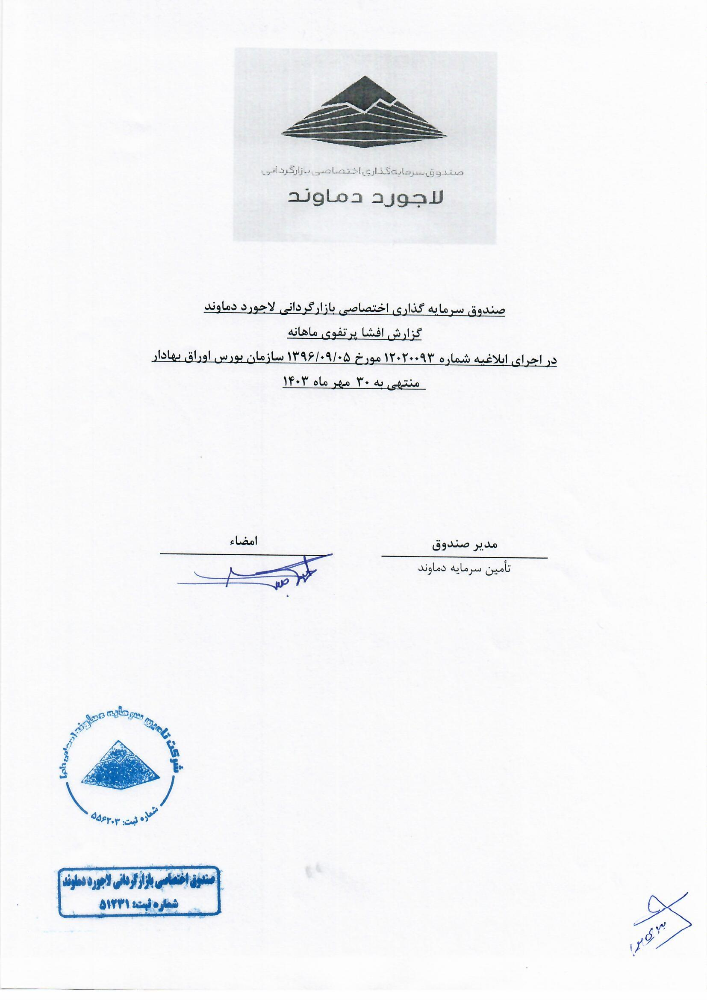 صندوق سرمایه‌گذاری اختصاصی بازارگردانی
لاجورد دماوند
صندوق سرمایه گذاری اختصاصی بازارگردانی لاجورد دماوند
گزارش افشا پرتفوی ماهانه
در اجرای ابلاغیه شماره ۱۲۰۲۰۰۹۳ مورخ ۱۳۹۶/۰۹/۰۵ سازمان بورس اوراق بهادار
منتهی به ۳۰ مهر ماه ۱۴۰۳
مدیر صندوق
امضاء
تأمین سرمایه دماوند
شرکت تامین سرمایه دماوند
شماره ثبت: ۵۵۶۲۰۳
صندوق اختصاصی بازارگردانی لاجورد دماوند
شماره ثبت: ۵۱۲۳۱